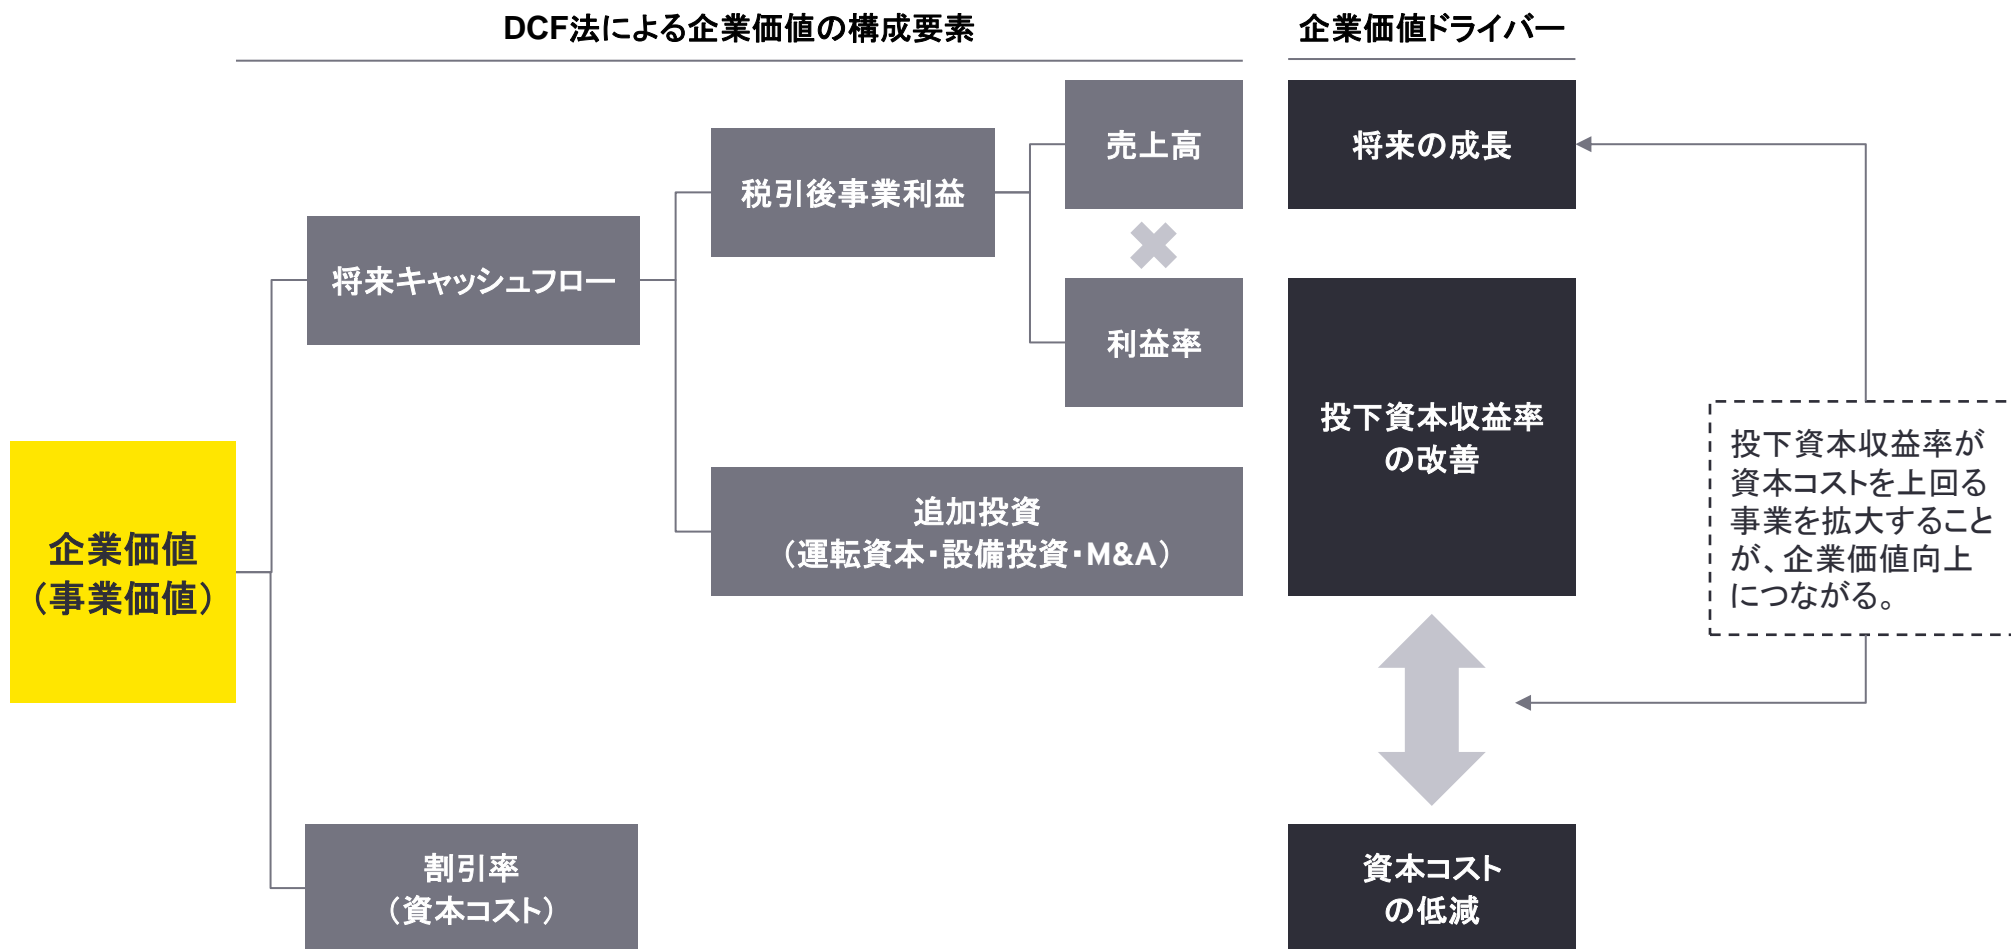 DCF法による企業価値の構成要素
企業価値ドライバー
売上高
将来の成長
税引後事業利益
将来キャッシュフロー
利益率
投下資本収益率
の改善
投下資本収益率が
資本コストを上回る
事業を拡大すること
が、企業価値向上
につながる。
追加投資
（運転資本・設備投資・M&A）
企業価値
（事業価値）
割引率
（資本コスト）
資本コスト
の低減